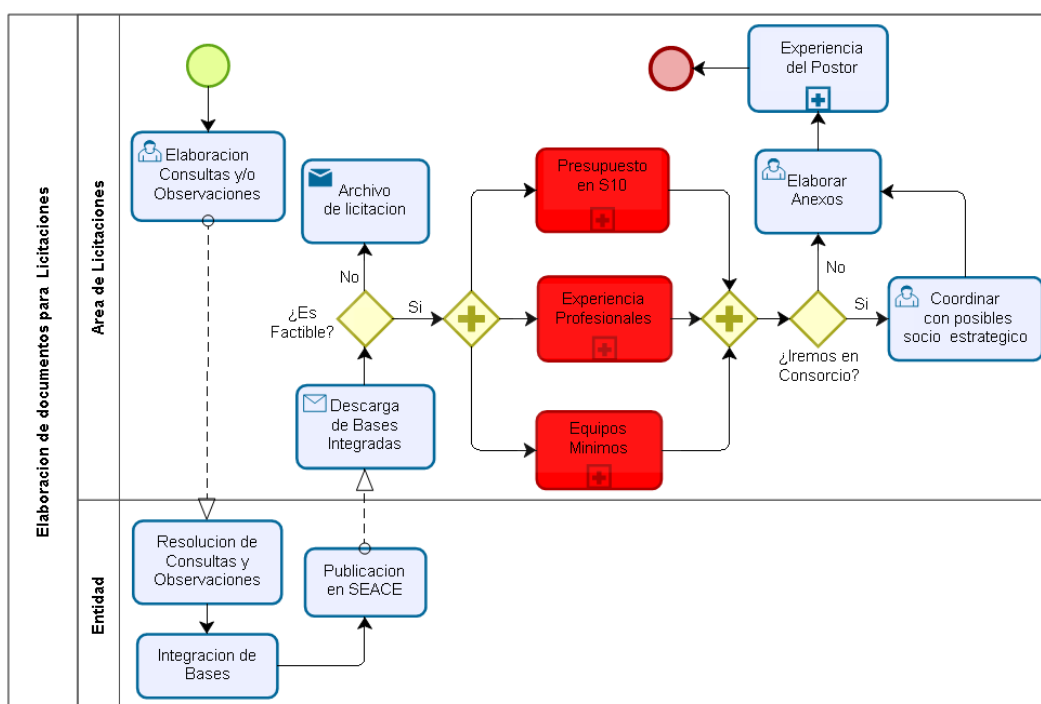 Elaboracion de documentos para Licitaciones
Area de Licitaciones
Elaboracion
Consultas y/o
Observaciones
Archivo
de licitacion
No
¿Es
Factible?
Si
Descarga
de Bases
Integradas
Presupuesto
en S10
Experiencia
Profesionales
Equipos
Minimos
Experiencia
del Postor
Elaborar
Anexos
No
Si
¿Iremos en
Consorcio?
Coordinar
con posibles
socio estrategico
Entidad
Resolucion de
Consultas y
Observaciones
Integracion de
Bases
Publicacion
en SEACE